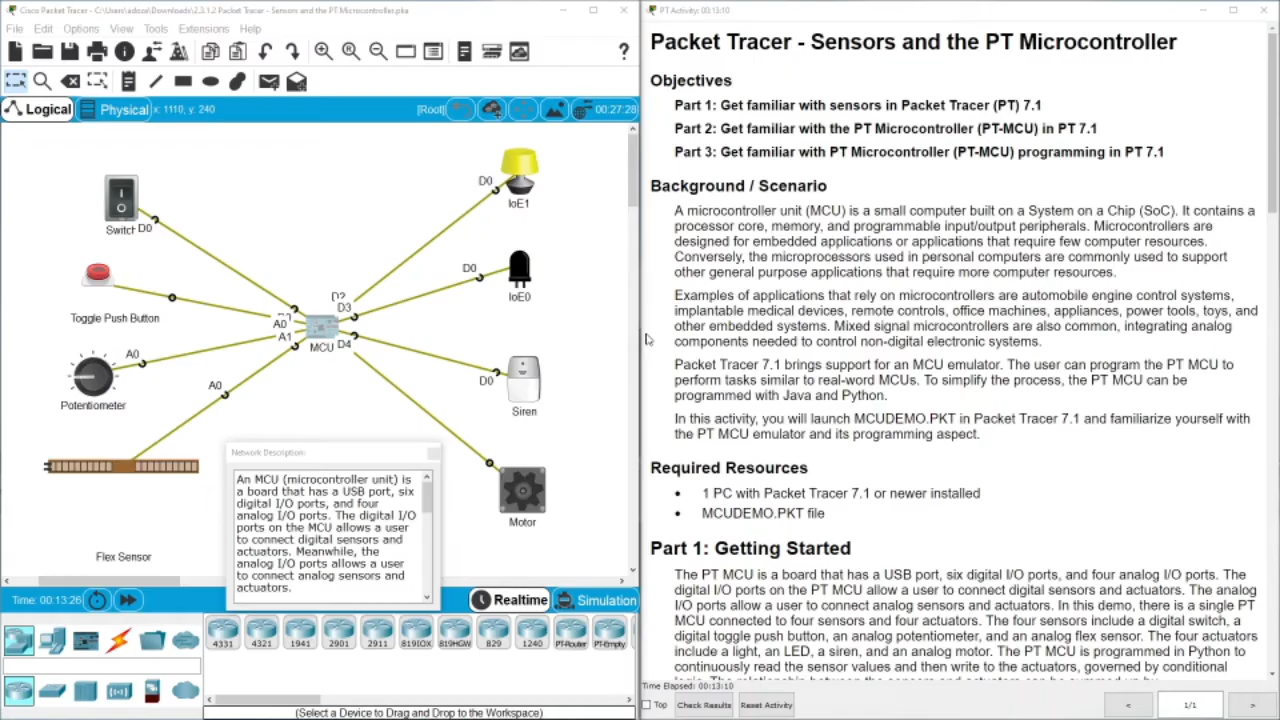 Cisco Packet Tracer - C:\Users\adoza\Downloads\2.3.1.2 Packet Tracer - Sensors and the PT Microcontroller.pka
File Edit Options View Tools Extensions Help
?
Logical Physical x: 1110, y: 240 [Root] 00:27:28
D0
IoE1
Switch D0
D0
IoE0
Toggle Push Button
D2
D3
A0
A1
MCU D4
A0
Potentiometer
A0
D0
Siren
Motor
Flex Sensor
Network Description:
An MCU (microcontroller unit) is
a board that has a USB port, six
digital I/O ports, and four
analog I/O ports. The digital I/O
ports on the MCU allows a user
to connect digital sensors and
actuators. Meanwhile, the
analog I/O ports allows a user
to connect analog sensors and
actuators.
Time: 00:13:26 Realtime Simulation
4331 4321 1941 2901 2911 819IOX 819HGW 829 1240 PT-Router PT-Empty
(Select a Device to Drag and Drop to the Workspace)
PT Activity: 00:13:10
Packet Tracer - Sensors and the PT Microcontroller
Objectives
Part 1: Get familiar with sensors in Packet Tracer (PT) 7.1
Part 2: Get familiar with the PT Microcontroller (PT-MCU) in PT 7.1
Part 3: Get familiar with PT Microcontroller (PT-MCU) programming in PT 7.1
Background / Scenario
A microcontroller unit (MCU) is a small computer built on a System on a Chip (SoC). It contains a
processor core, memory, and programmable input/output peripherals. Microcontrollers are
designed for embedded applications or applications that require few computer resources.
Conversely, the microprocessors used in personal computers are commonly used to support
other general purpose applications that require more computer resources.
Examples of applications that rely on microcontrollers are automobile engine control systems,
implantable medical devices, remote controls, office machines, appliances, power tools, toys, and
other embedded systems. Mixed signal microcontrollers are also common, integrating analog
components needed to control non-digital electronic systems.
Packet Tracer 7.1 brings support for an MCU emulator. The user can program the PT MCU to
perform tasks similar to real-word MCUs. To simplify the process, the PT MCU can be
programmed with Java and Python.
In this activity, you will launch MCUDEMO.PKT in Packet Tracer 7.1 and familiarize yourself with
the PT MCU emulator and its programming aspect.
Required Resources
• 1 PC with Packet Tracer 7.1 or newer installed
• MCUDEMO.PKT file
Part 1: Getting Started
The PT MCU is a board that has a USB port, six digital I/O ports, and four analog I/O ports. The
digital I/O ports on the PT MCU allow a user to connect digital sensors and actuators. The analog
I/O ports allow a user to connect analog sensors and actuators. In this demo, there is a single PT
MCU connected to four sensors and four actuators. The four sensors include a digital switch, a
digital toggle push button, an analog potentiometer, and an analog flex sensor. The four actuators
include a light, an LED, a siren, and an analog motor. The PT MCU is programmed in Python to
continuously read the sensor values and then write to the actuators, governed by conditional
Time Elapsed: 00:13:10
Top Check Results Reset Activity < 1/1 >